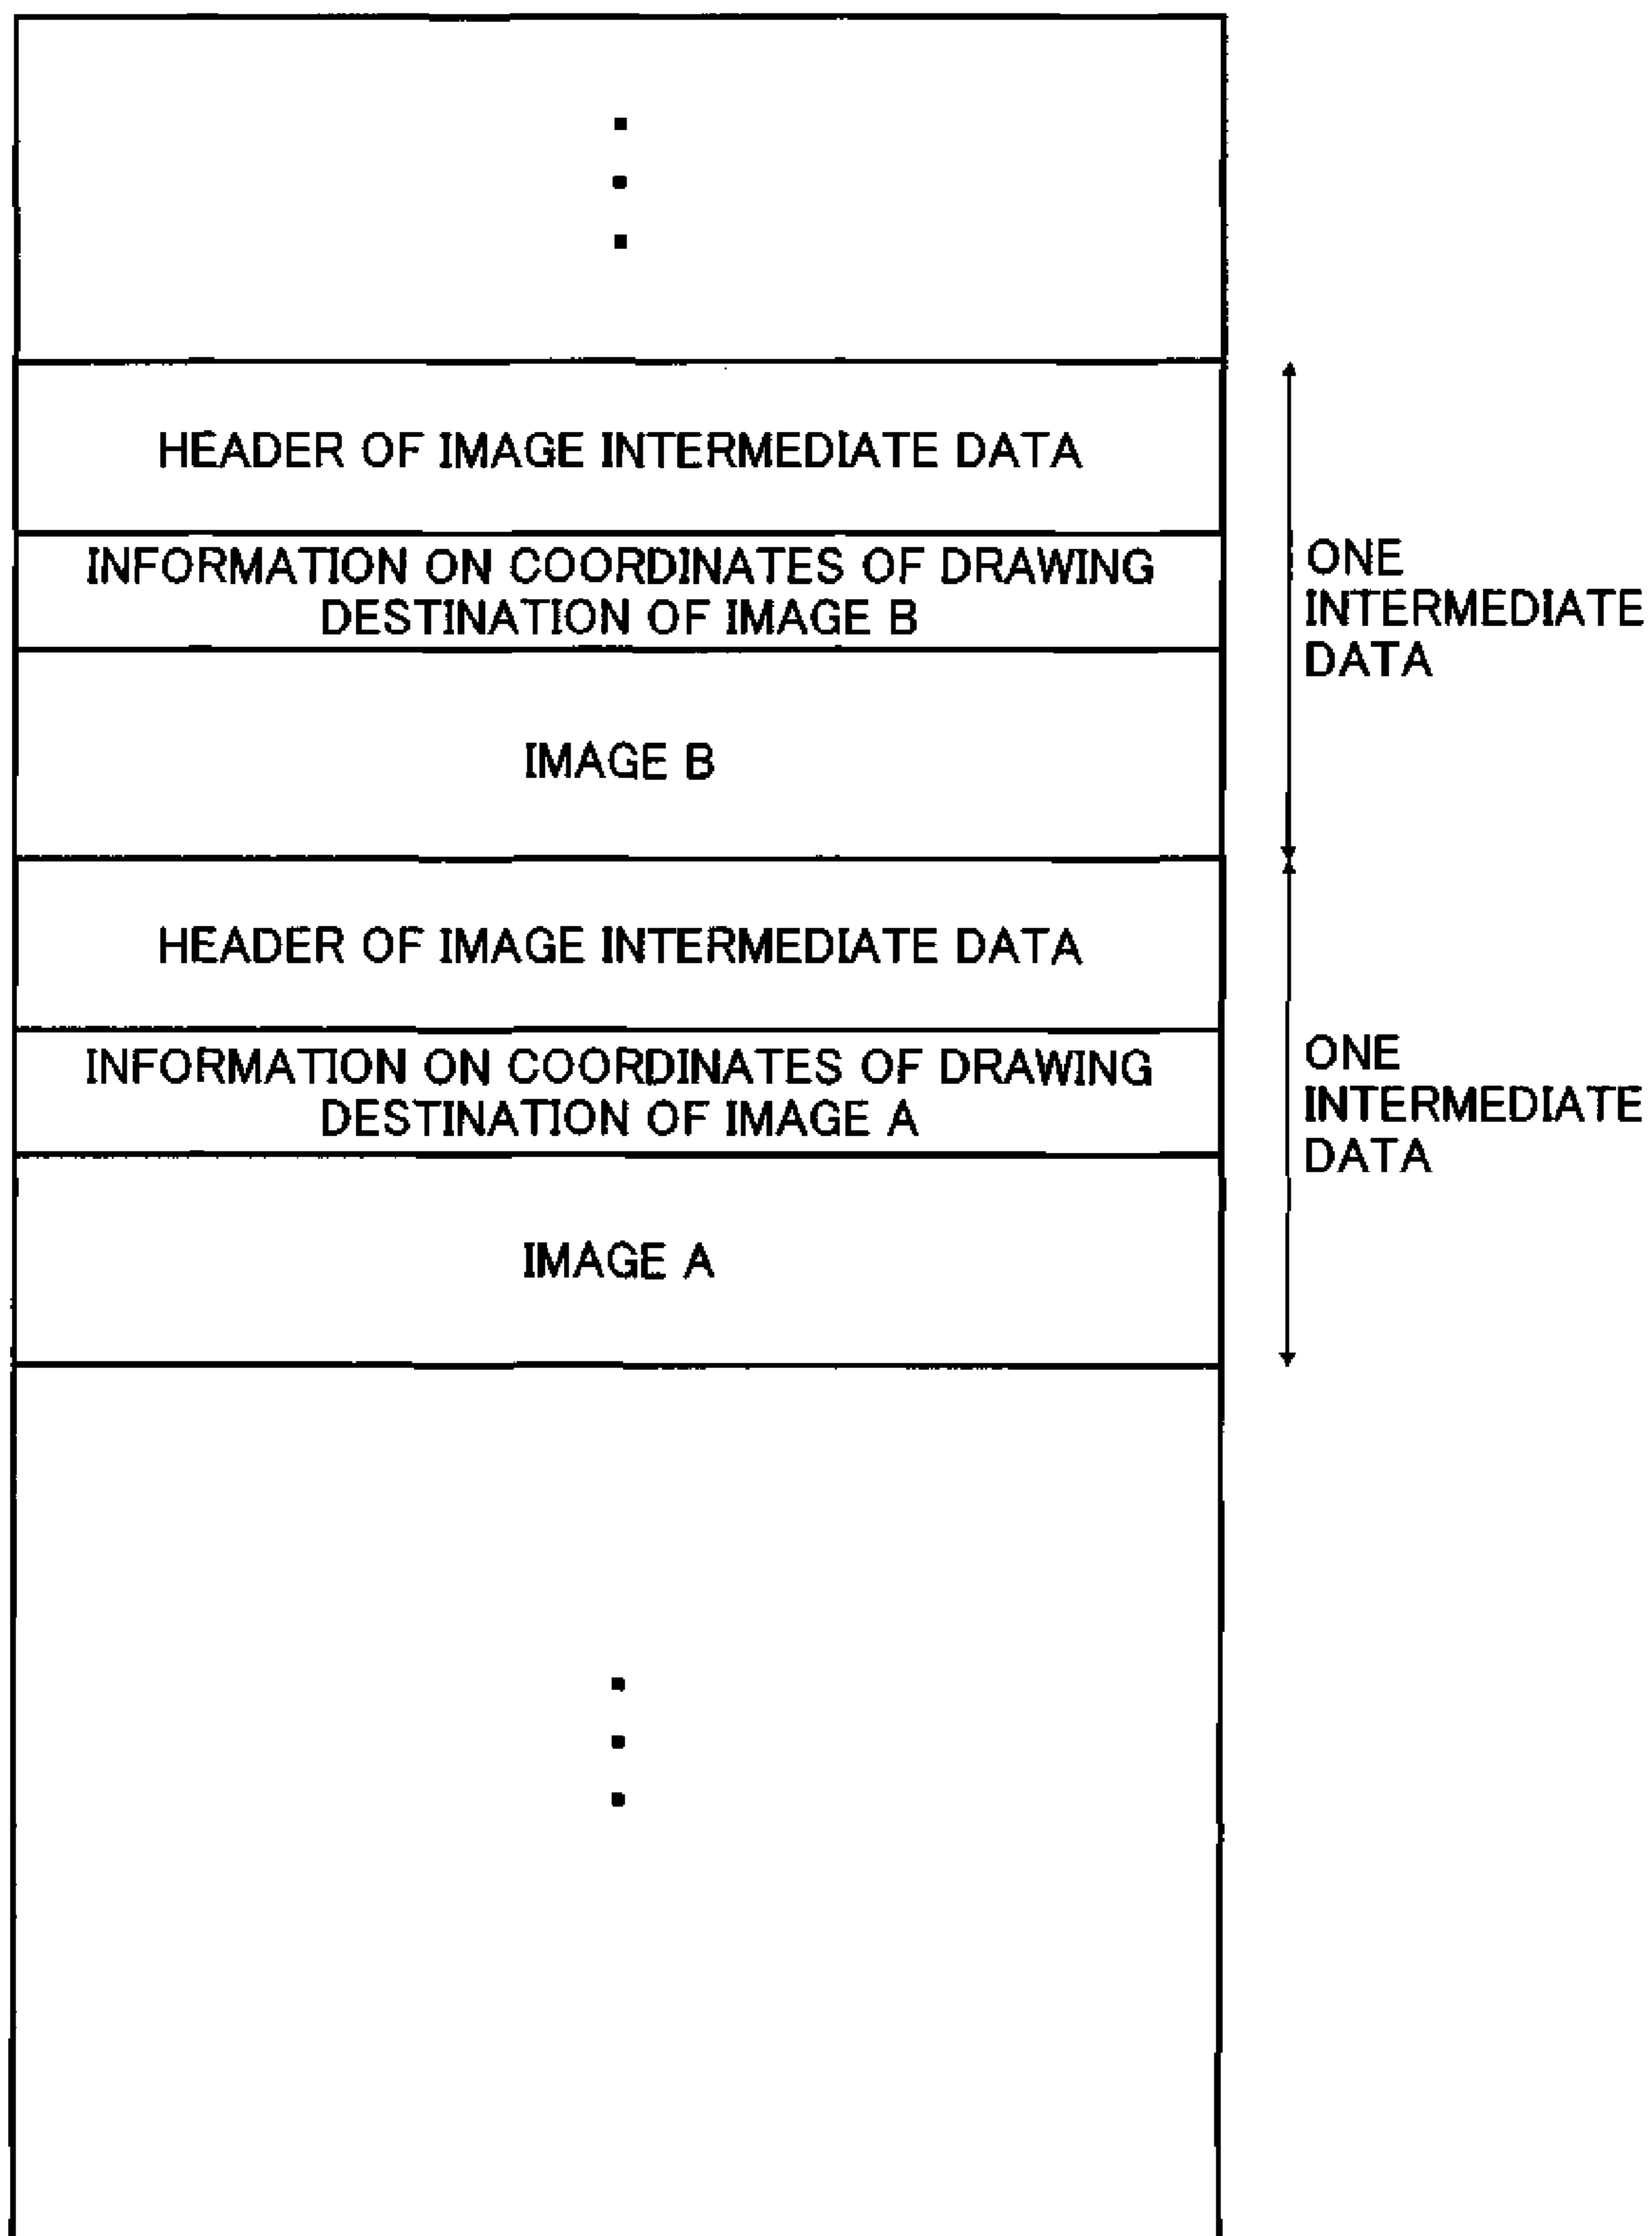 HEADER OF IMAGE INTERMEDIATE DATA
INFORMATION ON COORDINATES OF DRAWING
DESTINATION OF IMAGE B
IMAGE B
ONE
INTERMEDIATE
DATA
HEADER OF IMAGE INTERMEDIATE DATA
INFORMATION ON COORDINATES OF DRAWING
DESTINATION OF IMAGE A
IMAGE A
ONE
INTERMEDIATE
DATA